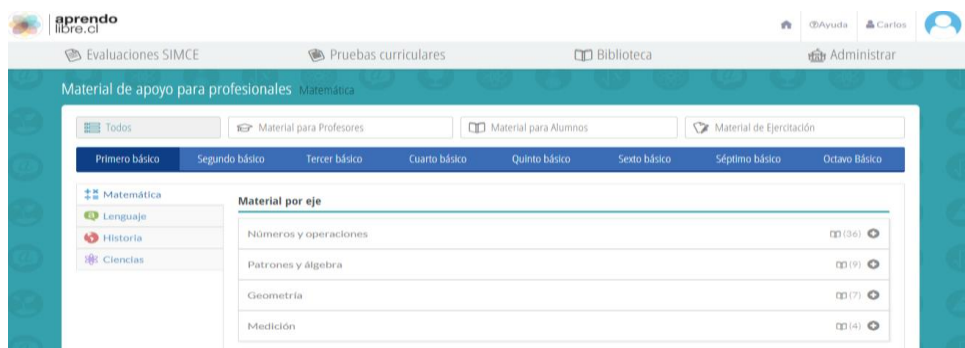 aprendo
libre.cl
Ayuda
Carlos
Evaluaciones SIMCE
Pruebas curriculares
Biblioteca
Administrar
Material de apoyo para profesionales Matemática
Todos
Material para Profesores
Material para Alumnos
Material de Ejercitación
Primero básico
Segundo básico
Tercer básico
Cuarto básico
Quinto básico
Sexto básico
Séptimo básico
Octavo Básico
Matemática
Lenguaje
Historia
Ciencias
Material por eje
Números y operaciones (36)
Patrones y álgebra (9)
Geometría (7)
Medición (4)